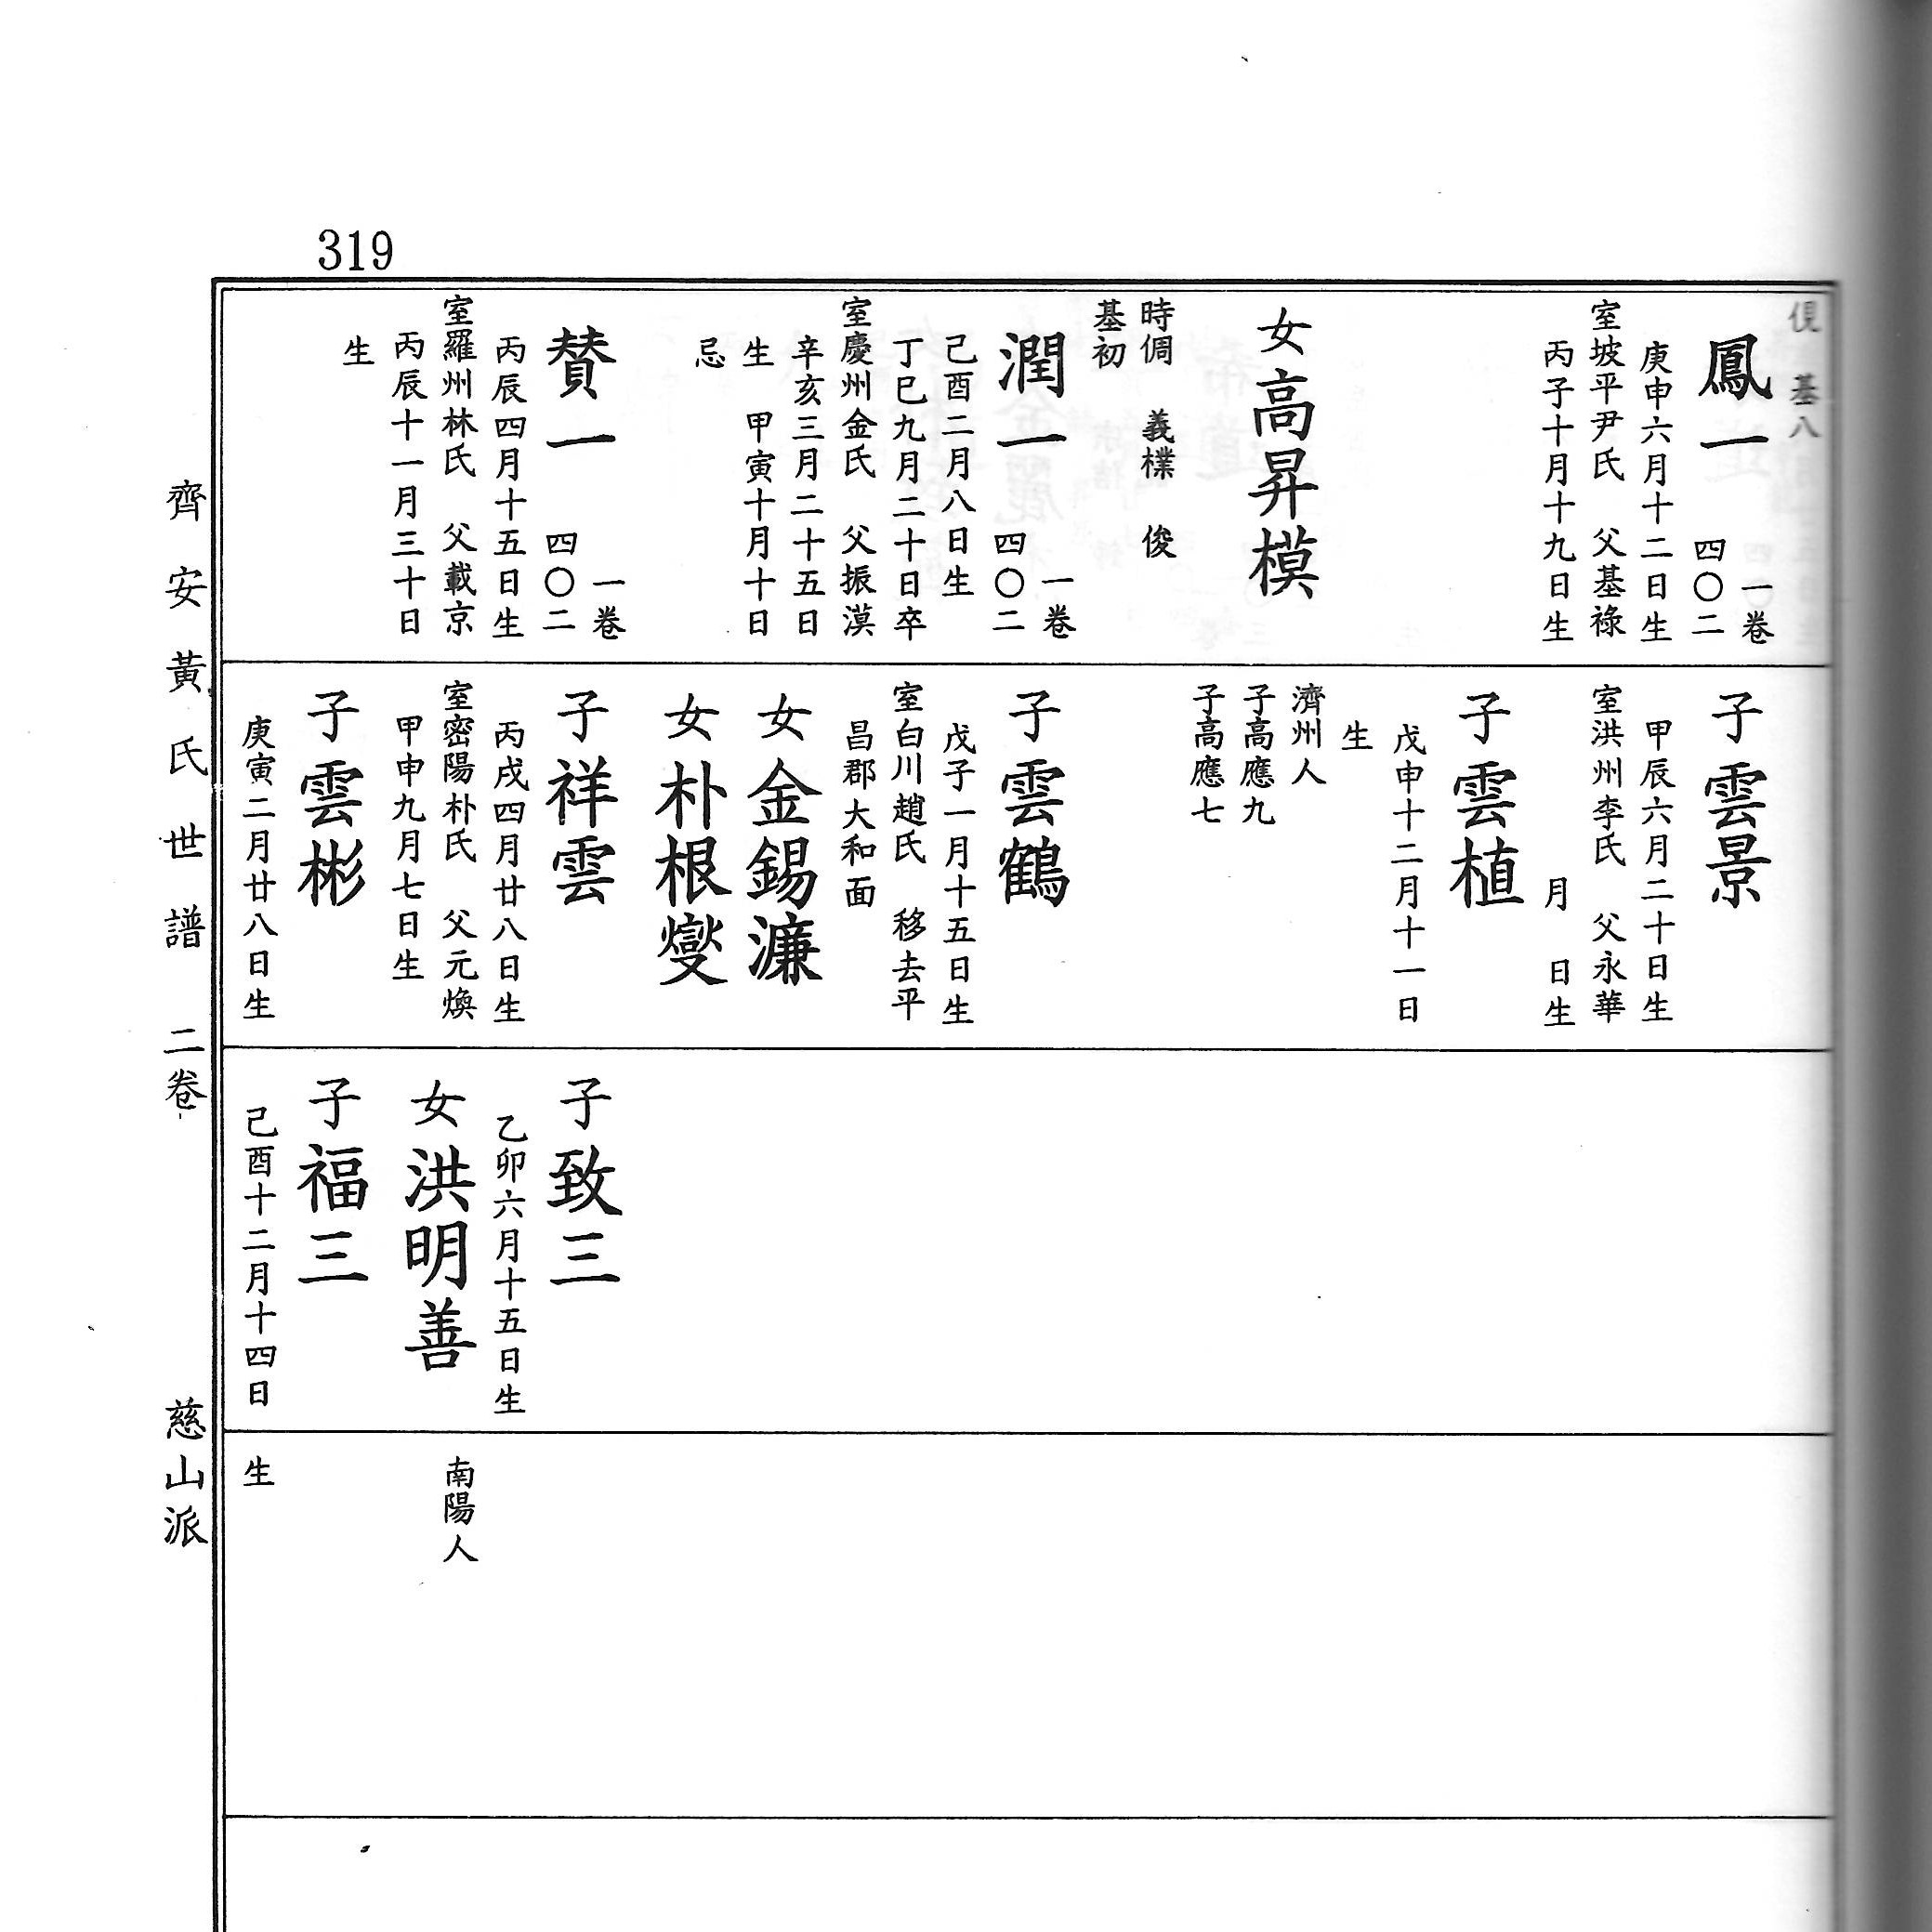 319
俔 基八
鳳一 四〇二
一卷
庚申六月十二日生
室坡平尹氏 父基祿
丙子十月十九日生
女高昇模
時倜 義檏 俊
基初
潤一 四〇二
一卷
己酉二月八日生
丁巳九月二十日卒
室慶州金氏 父振漠
辛亥三月二十五日
生 甲寅十月十日
忌
賛一 四〇二
一卷
丙辰四月十五日生
室羅州林氏 父載京
丙辰十一月三十日
生
子雲景
甲辰六月二十日生
室洪州李氏 父永華
月 日生
子雲植
戊申十二月十一日
生
濟州人
子高應九
子高應七
子雲鶴
戊子一月十五日生
室白川趙氏 移去平
昌郡大和面
女金錫濂
女朴根燮
子祥雲
丙戌四月廿八日生
室密陽朴氏 父元煥
甲申九月七日生
子雲彬
庚寅二月廿八日生
子致三
乙卯六月十五日生
女洪明善
子福三
己酉十二月十四日
南陽人
生
齊安黃氏世譜 二卷 慈山派